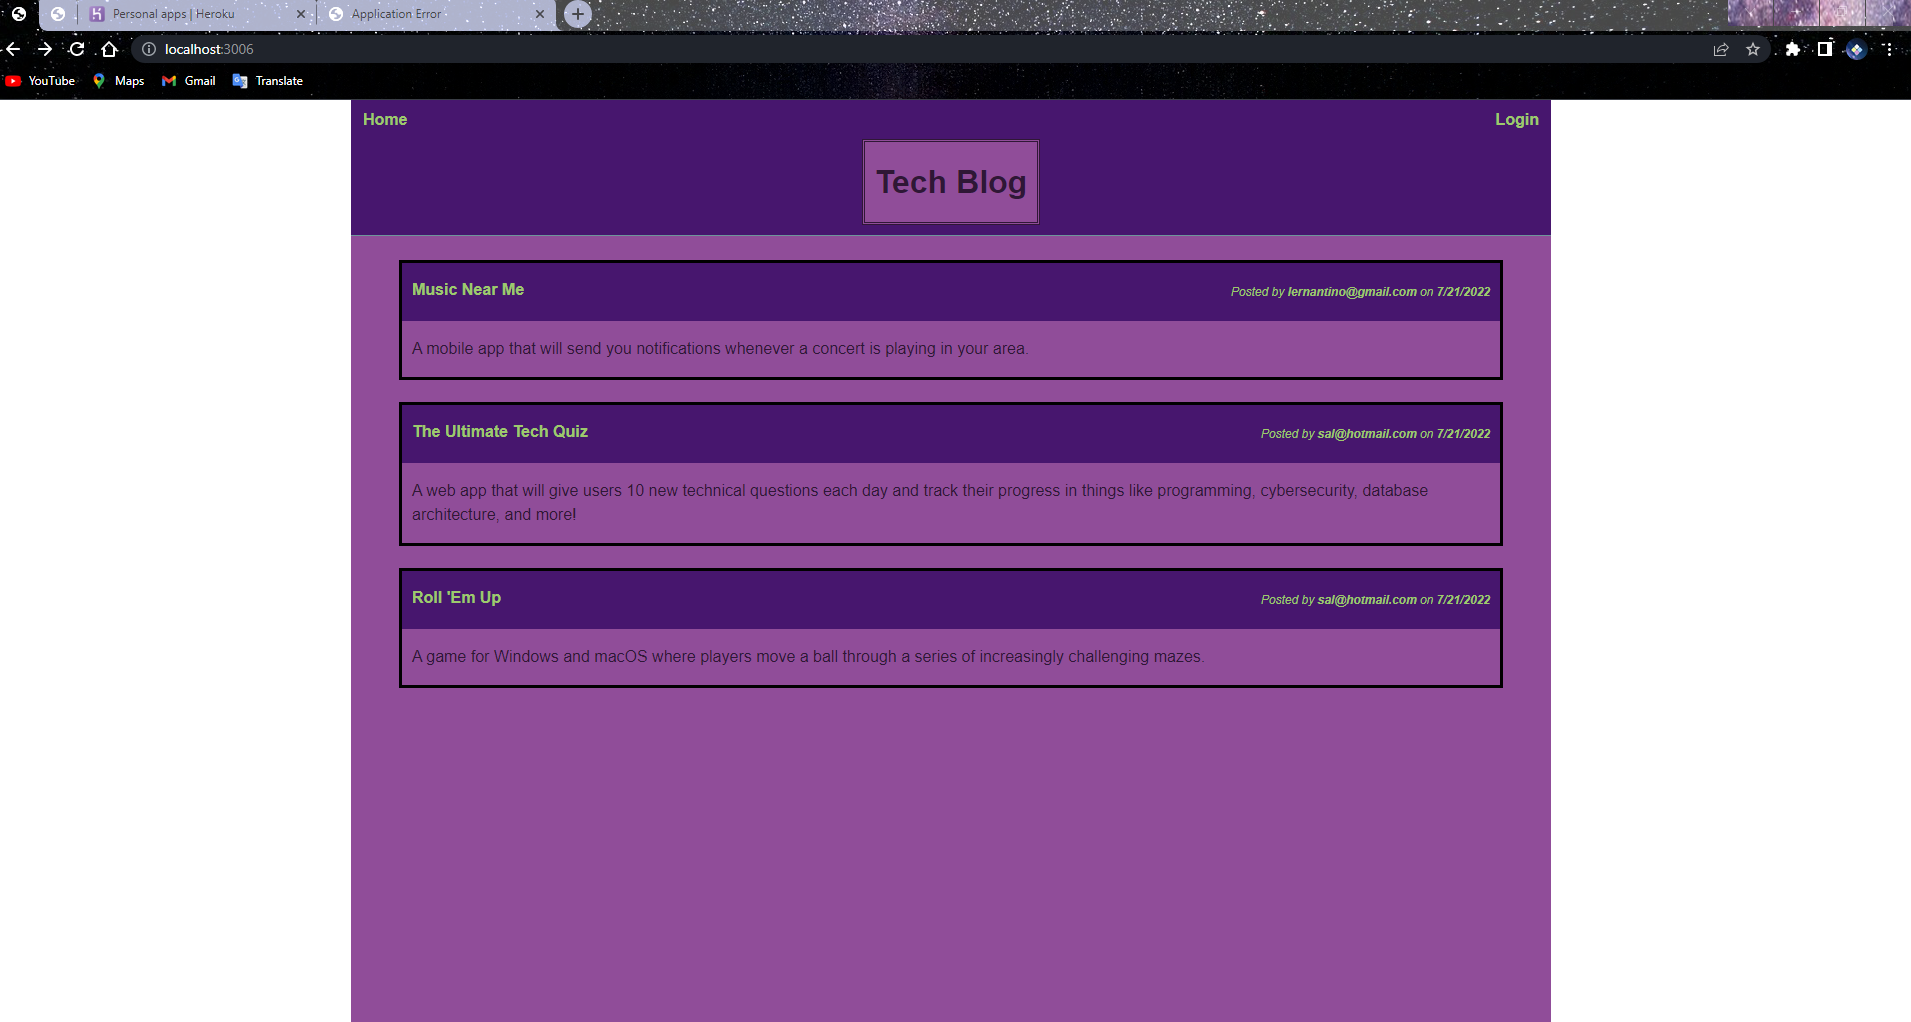 Personal apps | Heroku
Application Error
localhost:3006
YouTube
Maps
Gmail
Translate
Home
Login
Tech Blog
Music Near Me
Posted by lernantino@gmail.com on 7/21/2022
A mobile app that will send you notifications whenever a concert is playing in your area.
The Ultimate Tech Quiz
Posted by sal@hotmail.com on 7/21/2022
A web app that will give users 10 new technical questions each day and track their progress in things like programming, cybersecurity, database
architecture, and more!
Roll 'Em Up
Posted by sal@hotmail.com on 7/21/2022
A game for Windows and macOS where players move a ball through a series of increasingly challenging mazes.